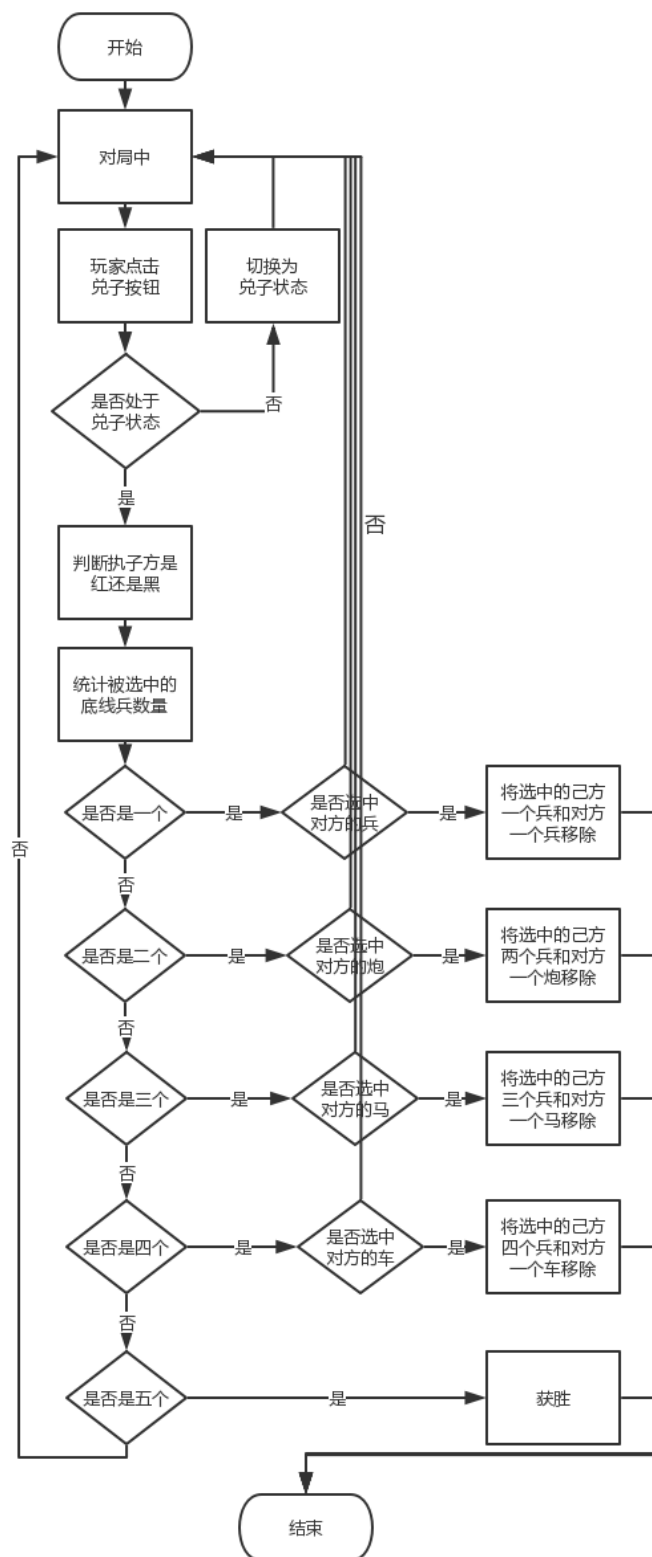 开始
对局中
玩家点击
兑子按钮
切换为
兑子状态
是否处于
兑子状态
否
是
否
判断执子方是
红还是黑
统计被选中的
底线兵数量
是否是一个
是
是否选中
对方的兵
是
将选中的己方
一个兵和对方
一个兵移除
否
否
是否是二个
是
是否选中
对方的炮
是
将选中的己方
两个兵和对方
一个炮移除
否
是否是三个
是
是否选中
对方的马
是
将选中的己方
三个兵和对方
一个马移除
否
是否是四个
是
是否选中
对方的车
是
将选中的己方
四个兵和对方
一个车移除
否
是否是五个
是
获胜
结束